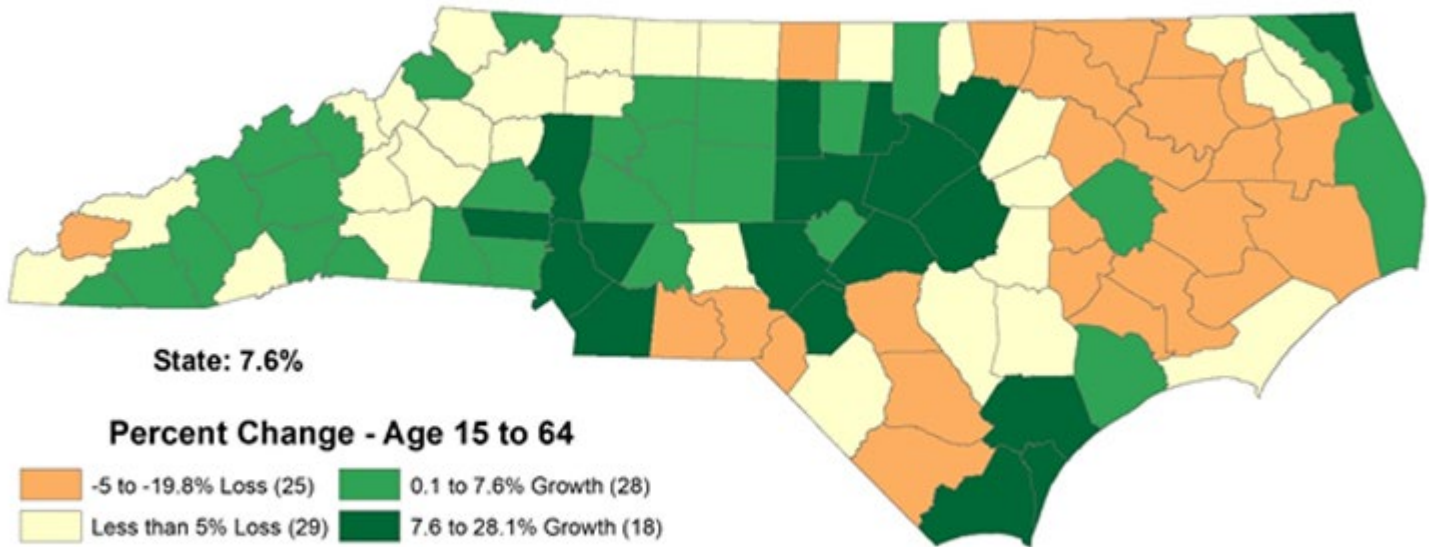 State: 7.6%
Percent Change - Age 15 to 64
-5 to -19.8% Loss (25)
0.1 to 7.6% Growth (28)
Less than 5% Loss (29)
7.6 to 28.1% Growth (18)